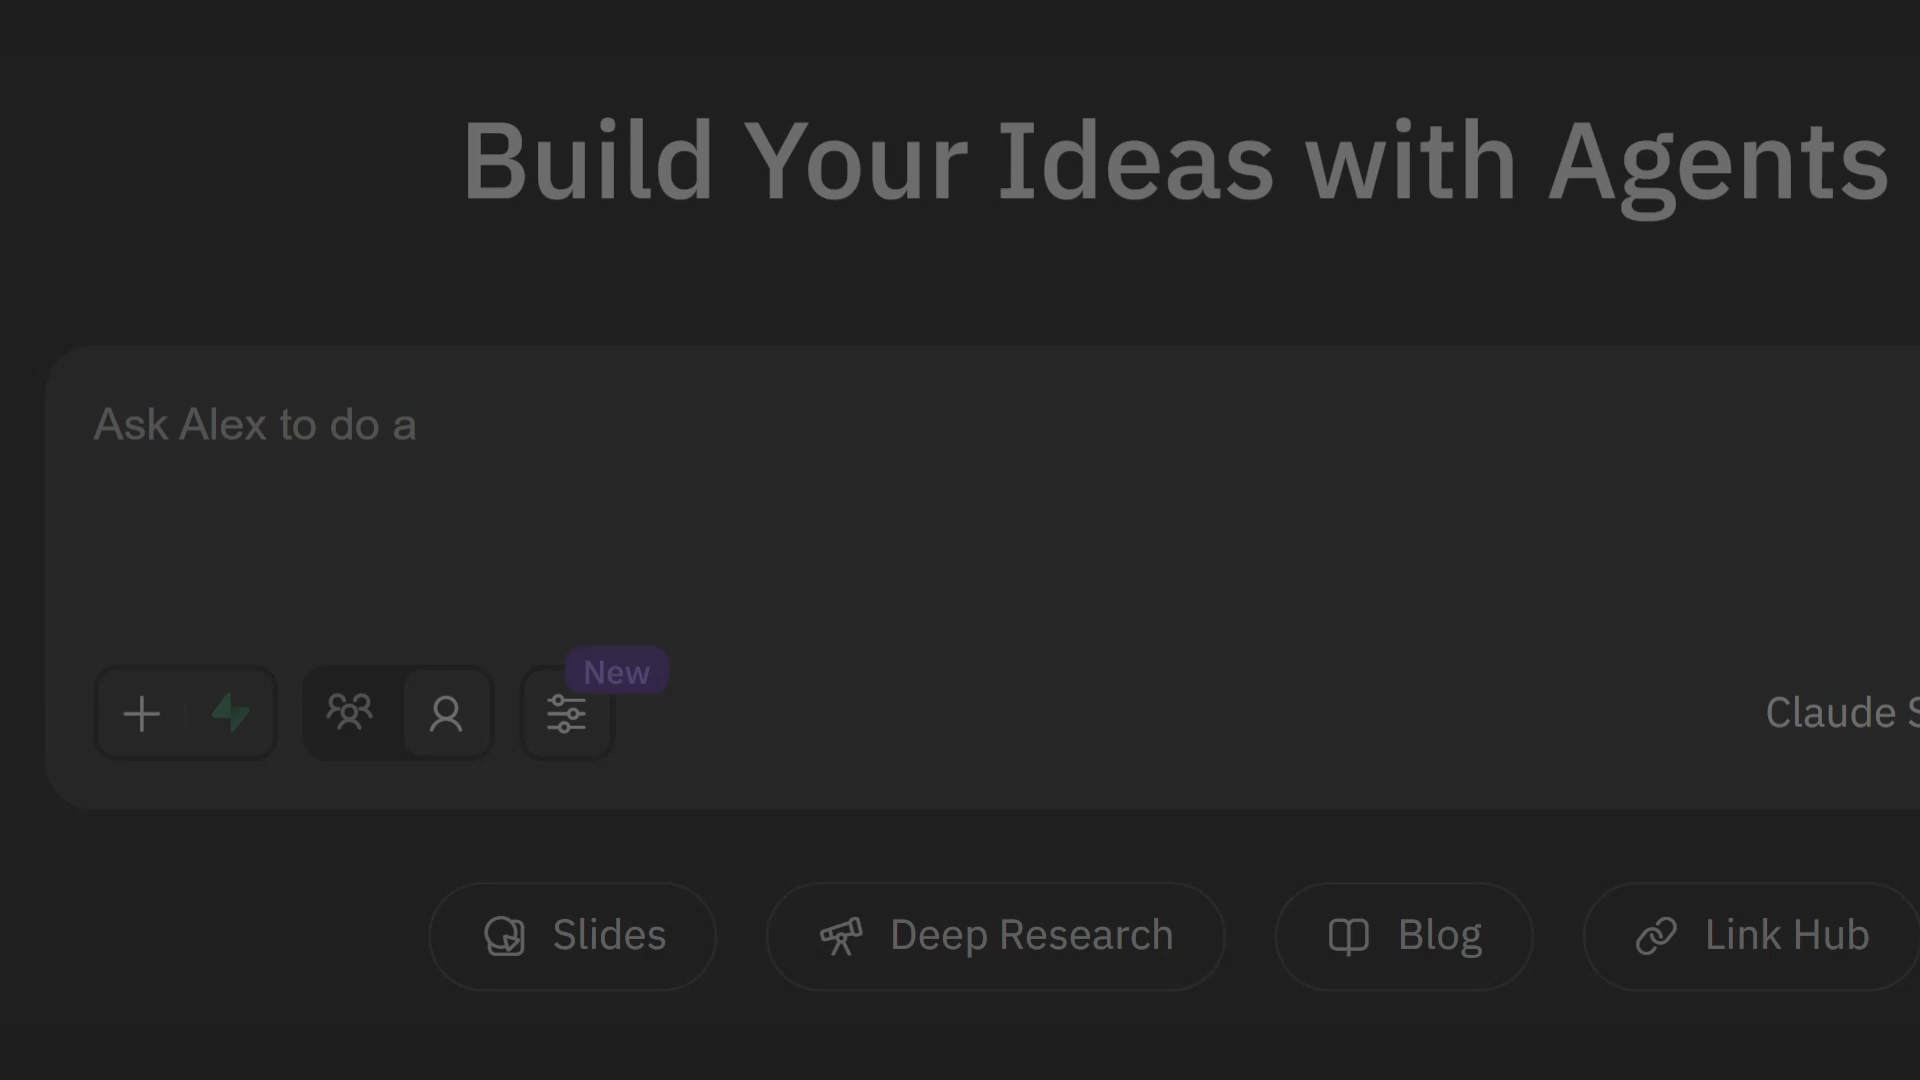 Build Your Ideas with Agents
Ask Alex to do a
New
Claude S
Slides
Deep Research
Blog
Link Hub